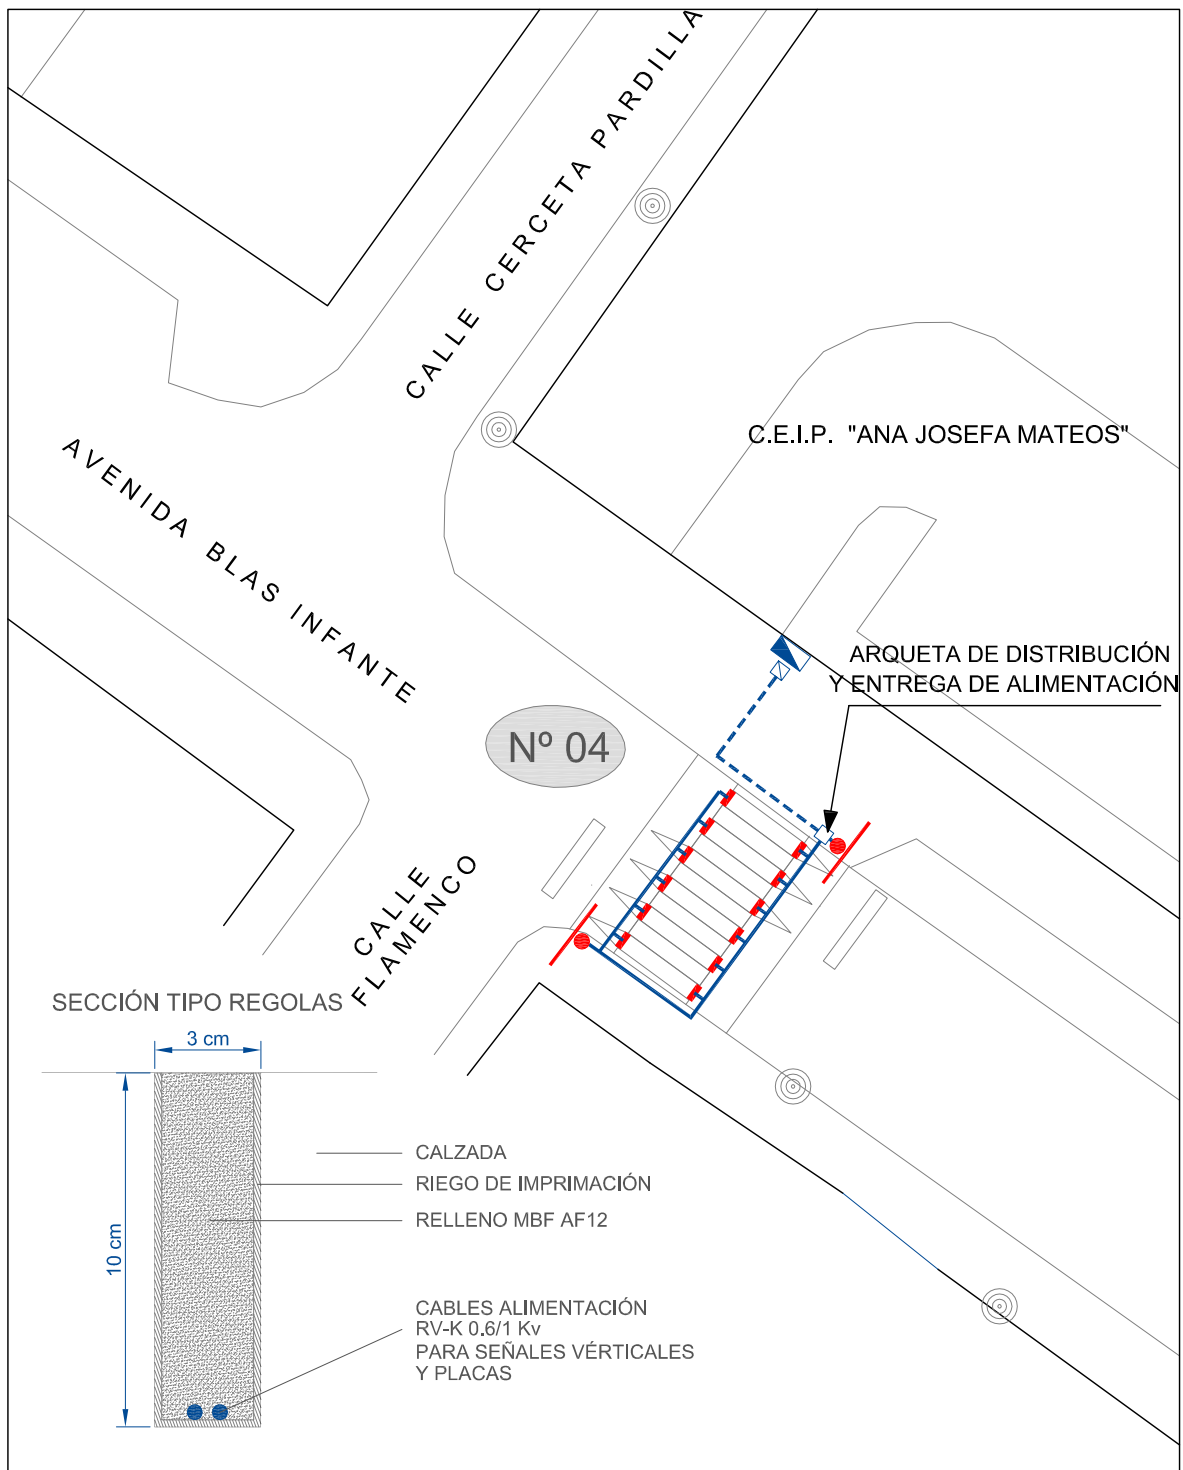 CALLE CERCETA PARDILLA
C.E.I.P. "ANA JOSEFA MATEOS"
AVENIDA BLAS INFANTE
ARQUETA DE DISTRIBUCIÓN
Y ENTREGA DE ALIMENTACIÓN
Nº 04
CALLE
FLAMENCO
SECCIÓN TIPO REGOLAS
3 cm
10 cm
CALZADA
RIEGO DE IMPRIMACIÓN
RELLENO MBF AF12
CABLES ALIMENTACIÓN
RV-K 0.6/1 Kv
PARA SEÑALES VÉRTICALES
Y PLACAS